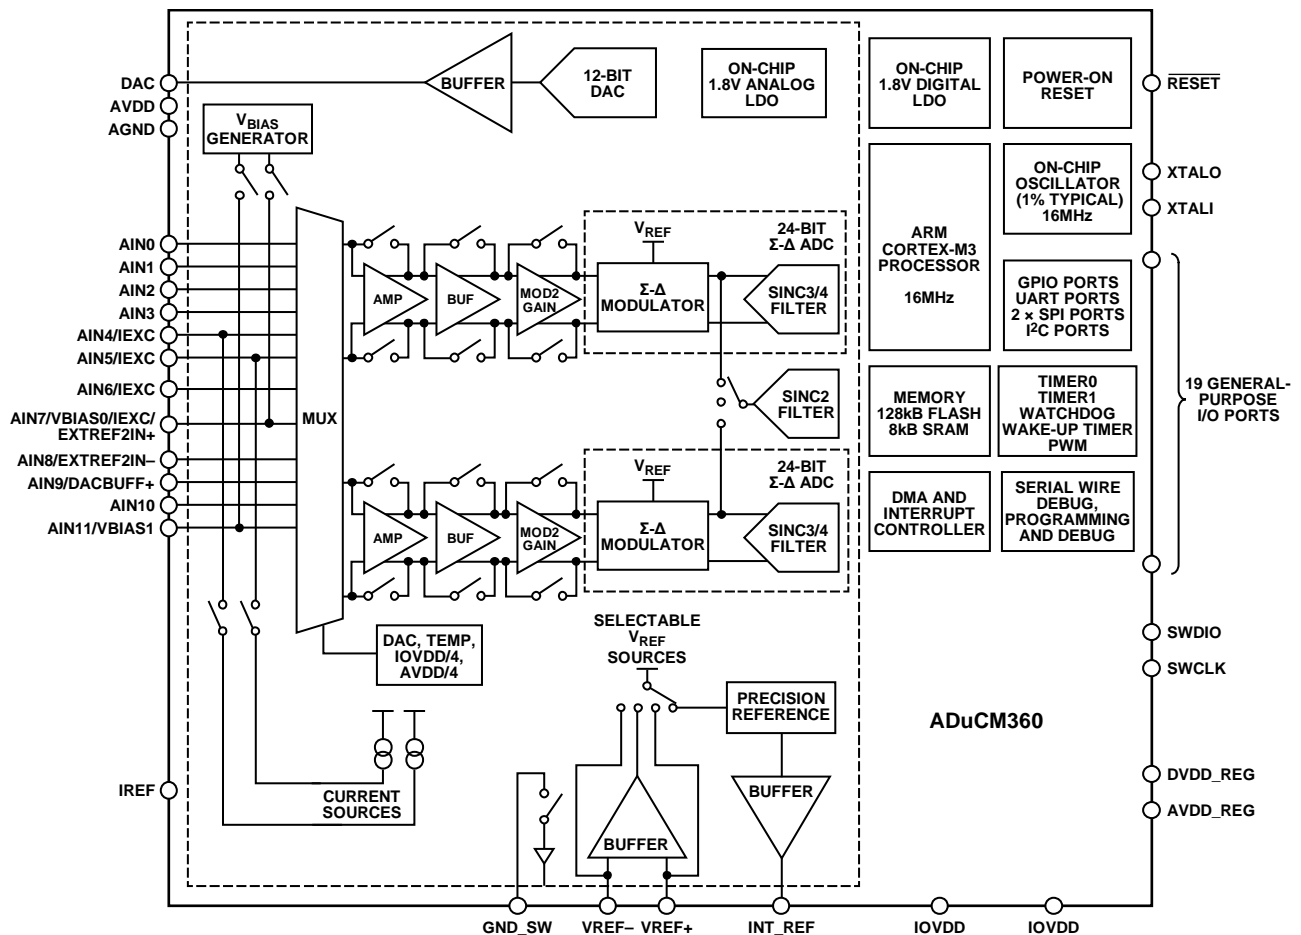 DAC
AVDD
AGND
VBIAS
GENERATOR
BUFFER
12-BIT
DAC
ON-CHIP
1.8V ANALOG
LDO
ON-CHIP
1.8V DIGITAL
LDO
POWER-ON
RESET
RESET
AIN0
AIN1
AIN2
AIN3
AIN4/IEXC
AIN5/IEXC
AIN6/IEXC
AIN7/VBIAS0/IEXC/
EXTREF2IN+
AIN8/EXTREF2IN–
AIN9/DACBUFF+
AIN10
AIN11/VBIAS1
MUX
AMP
BUF
MOD2
GAIN
VREF
Σ-Δ
MODULATOR
24-BIT
Σ-Δ ADC
SINC3/4
FILTER
SINC2
FILTER
AMP
BUF
MOD2
GAIN
VREF
Σ-Δ
MODULATOR
24-BIT
Σ-Δ ADC
SINC3/4
FILTER
ARM
CORTEX-M3
PROCESSOR
16MHz
ON-CHIP
OSCILLATOR
(1% TYPICAL)
16MHz
XTALO
XTALI
GPIO PORTS
UART PORTS
2 × SPI PORTS
I2C PORTS
MEMORY
128kB FLASH
8kB SRAM
TIMER0
TIMER1
WATCHDOG
WAKE-UP TIMER
PWM
19 GENERAL-
PURPOSE
I/O PORTS
DMA AND
INTERRUPT
CONTROLLER
SERIAL WIRE
DEBUG,
PROGRAMMING
AND DEBUG
DAC, TEMP,
IOVDD/4,
AVDD/4
SELECTABLE
VREF
SOURCES
PRECISION
REFERENCE
SWDIO
SWCLK
ADuCM360
IREF
CURRENT
SOURCES
BUFFER
BUFFER
DVDD_REG
AVDD_REG
GND_SW
VREF–
VREF+
INT_REF
IOVDD
IOVDD